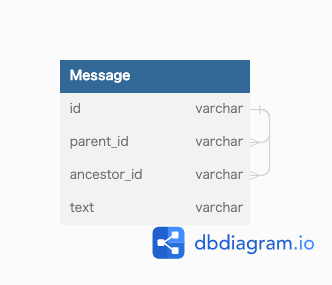 Message
id varchar
parent_id varchar
ancestor_id varchar
text varchar
dbdiagram.io